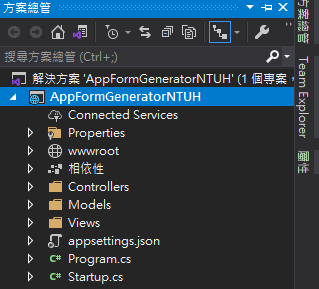 方案總管
搜尋方案總管 (Ctrl+;)
解決方案 'AppFormGeneratorNTUH' (1 個專案
AppFormGeneratorNTUH
Connected Services
Properties
wwwroot
相依性
Controllers
Models
Views
appsettings.json
C# Program.cs
C# Startup.cs
方案總管
Team Explorer
屬性